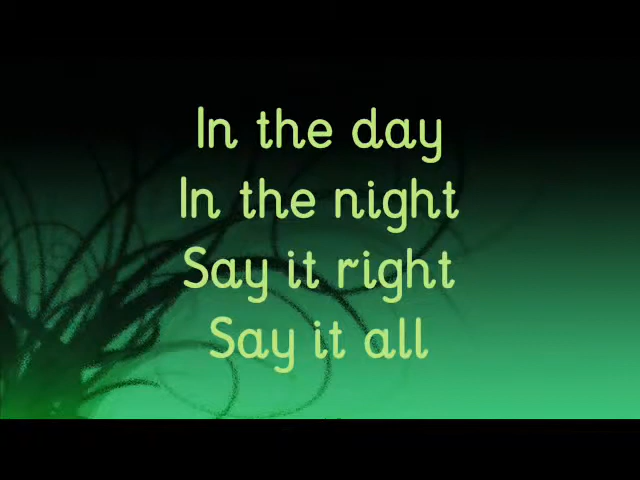 In the day
In the night
Say it right
Say it all